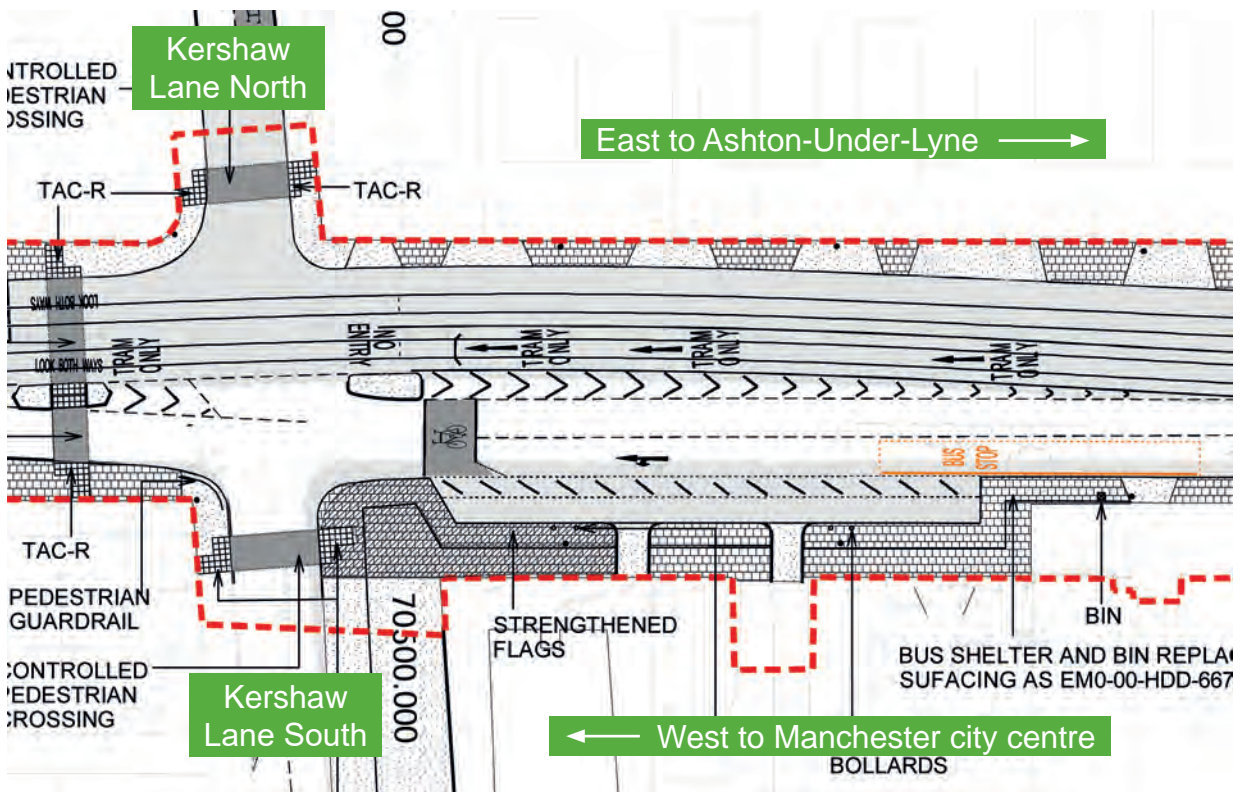 00
Kershaw
Lane North
NTROLLED
DESTRIAN
OSSING
East to Ashton-Under-Lyne
TAC-R
TAC-R
LOOK BOTH WAYS
LOOK BOTH WAYS
TRAM
ONLY
NO
ENTRY
TRAM
ONLY
TRAM
ONLY
TRAM
ONLY
BUS
STOP
TAC-R
PEDESTRIAN
GUARDRAIL
CONTROLLED
PEDESTRIAN
CROSSING
70500.000
STRENGTHENED
FLAGS
BIN
BUS SHELTER AND BIN REPLAC
SUFACING AS EM0-00-HDD-667
Kershaw
Lane South
West to Manchester city centre
BOLLARDS